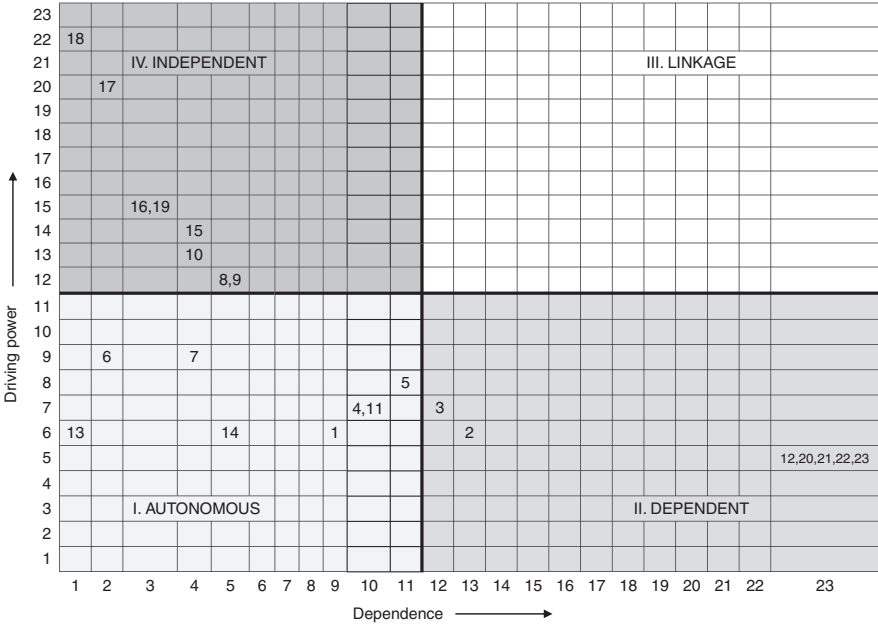 23
22 18
21 IV. INDEPENDENT III. LINKAGE
20 17
19
18
17
16
15 16,19
14 15
13 10
12 8,9
11
10
9 6 7
8 5
7 4,11 3
6 13 14 1 2
5 12,20,21,22,23
4
3 I. AUTONOMOUS II. DEPENDENT
2
1
1 2 3 4 5 6 7 8 9 10 11 12 13 14 15 16 17 18 19 20 21 22 23
Dependence
Driving power